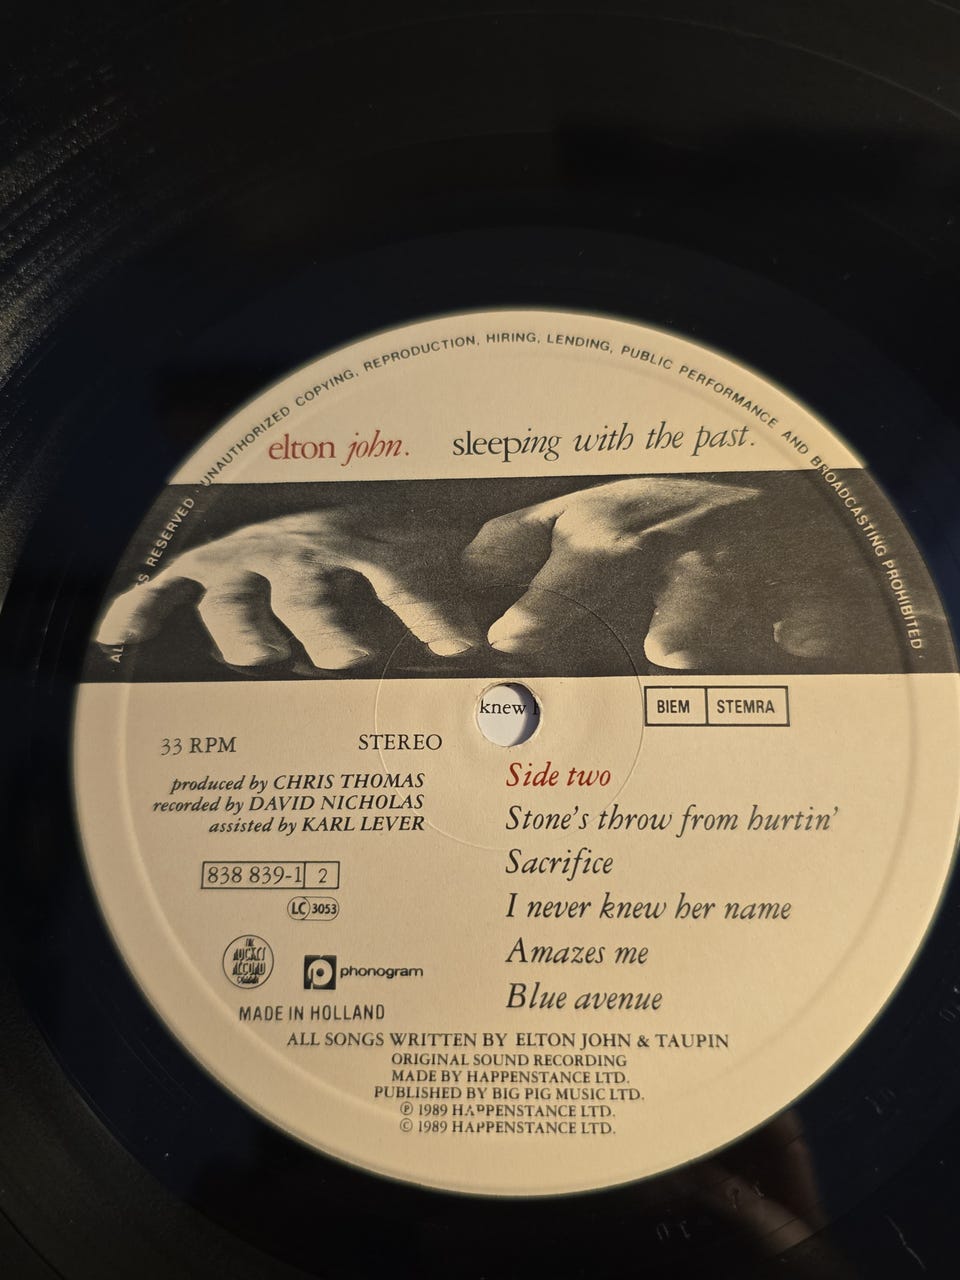 ALL RESERVED · UNAUTHORIZED COPYING, REPRODUCTION, HIRING, LENDING, PUBLIC PERFORMANCE AND BROADCASTING PROHIBITED ·
elton john. sleeping with the past.
knew
BIEM STEMRA
33 RPM STEREO
produced by CHRIS THOMAS
recorded by DAVID NICHOLAS
assisted by KARL LEVER
838 839-1 2
LC 3053
phonogram
MADE IN HOLLAND
Side two
Stone's throw from hurtin'
Sacrifice
I never knew her name
Amazes me
Blue avenue
ALL SONGS WRITTEN BY ELTON JOHN & TAUPIN
ORIGINAL SOUND RECORDING
MADE BY HAPPENSTANCE LTD.
PUBLISHED BY BIG PIG MUSIC LTD.
℗ 1989 HAPPENSTANCE LTD.
© 1989 HAPPENSTANCE LTD.